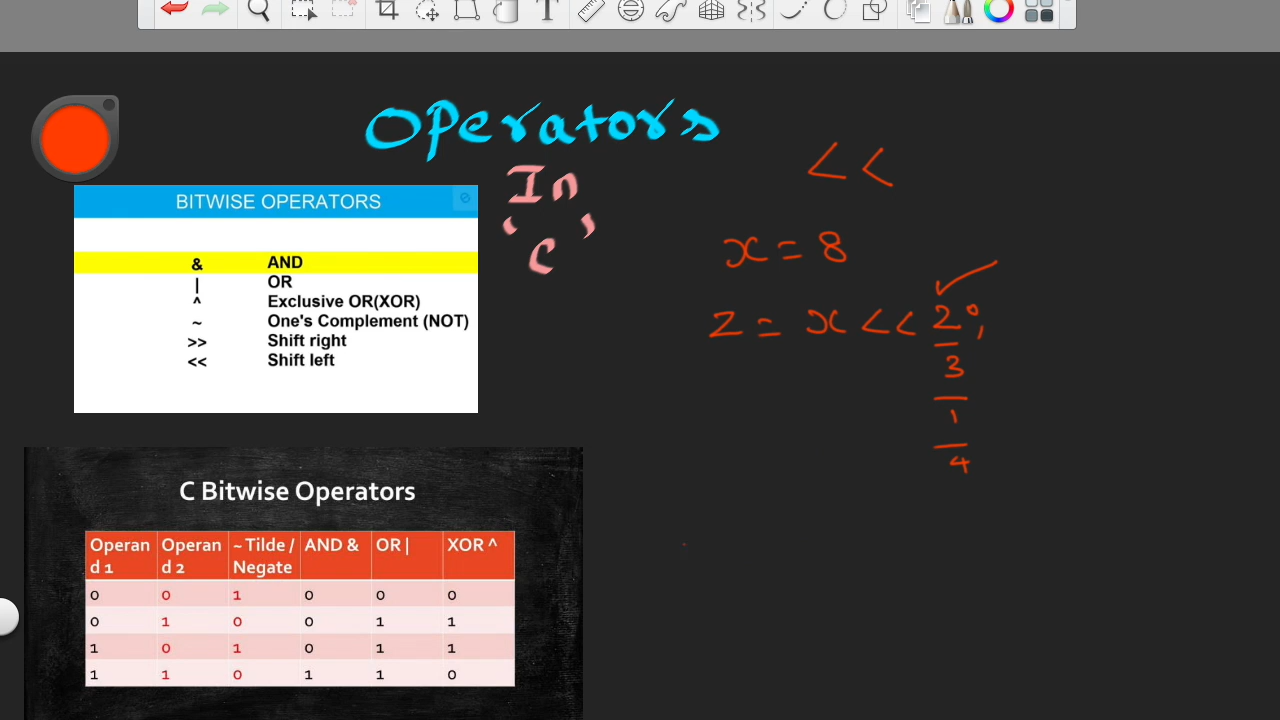 Operators
In
'C'
BITWISE OPERATORS
& AND
| OR
^ Exclusive OR(XOR)
~ One's Complement (NOT)
>> Shift right
<< Shift left
C Bitwise Operators
Operan d 1 Operan d 2 ~ Tilde / Negate AND & OR | XOR ^
0 0 1 0 0 0
0 1 0 0 1 1
1 0 1 0 1 1
1 1 0 1 1 0
<<
x = 8
z = x << 2;
3
1
4